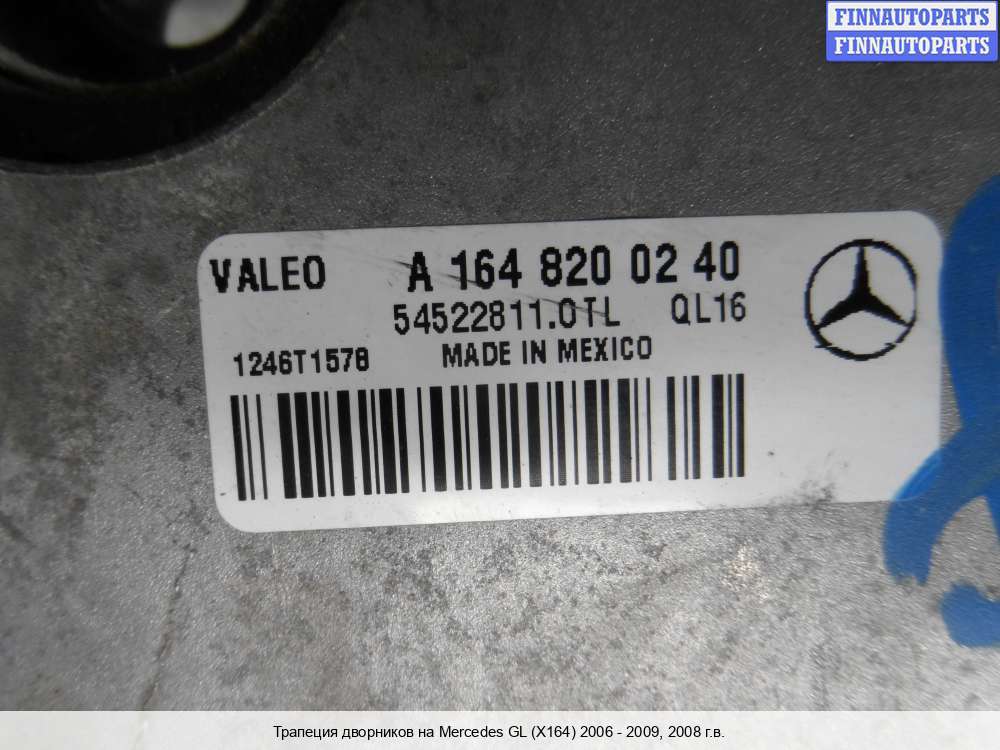 FINNAUTOPARTS
FINNAUTOPARTS
VALEO A 164 820 02 40
54522811.0TL QL16
1246T1578 MADE IN MEXICO
Трапеция дворников на Mercedes GL (X164) 2006 - 2009, 2008 г.в.